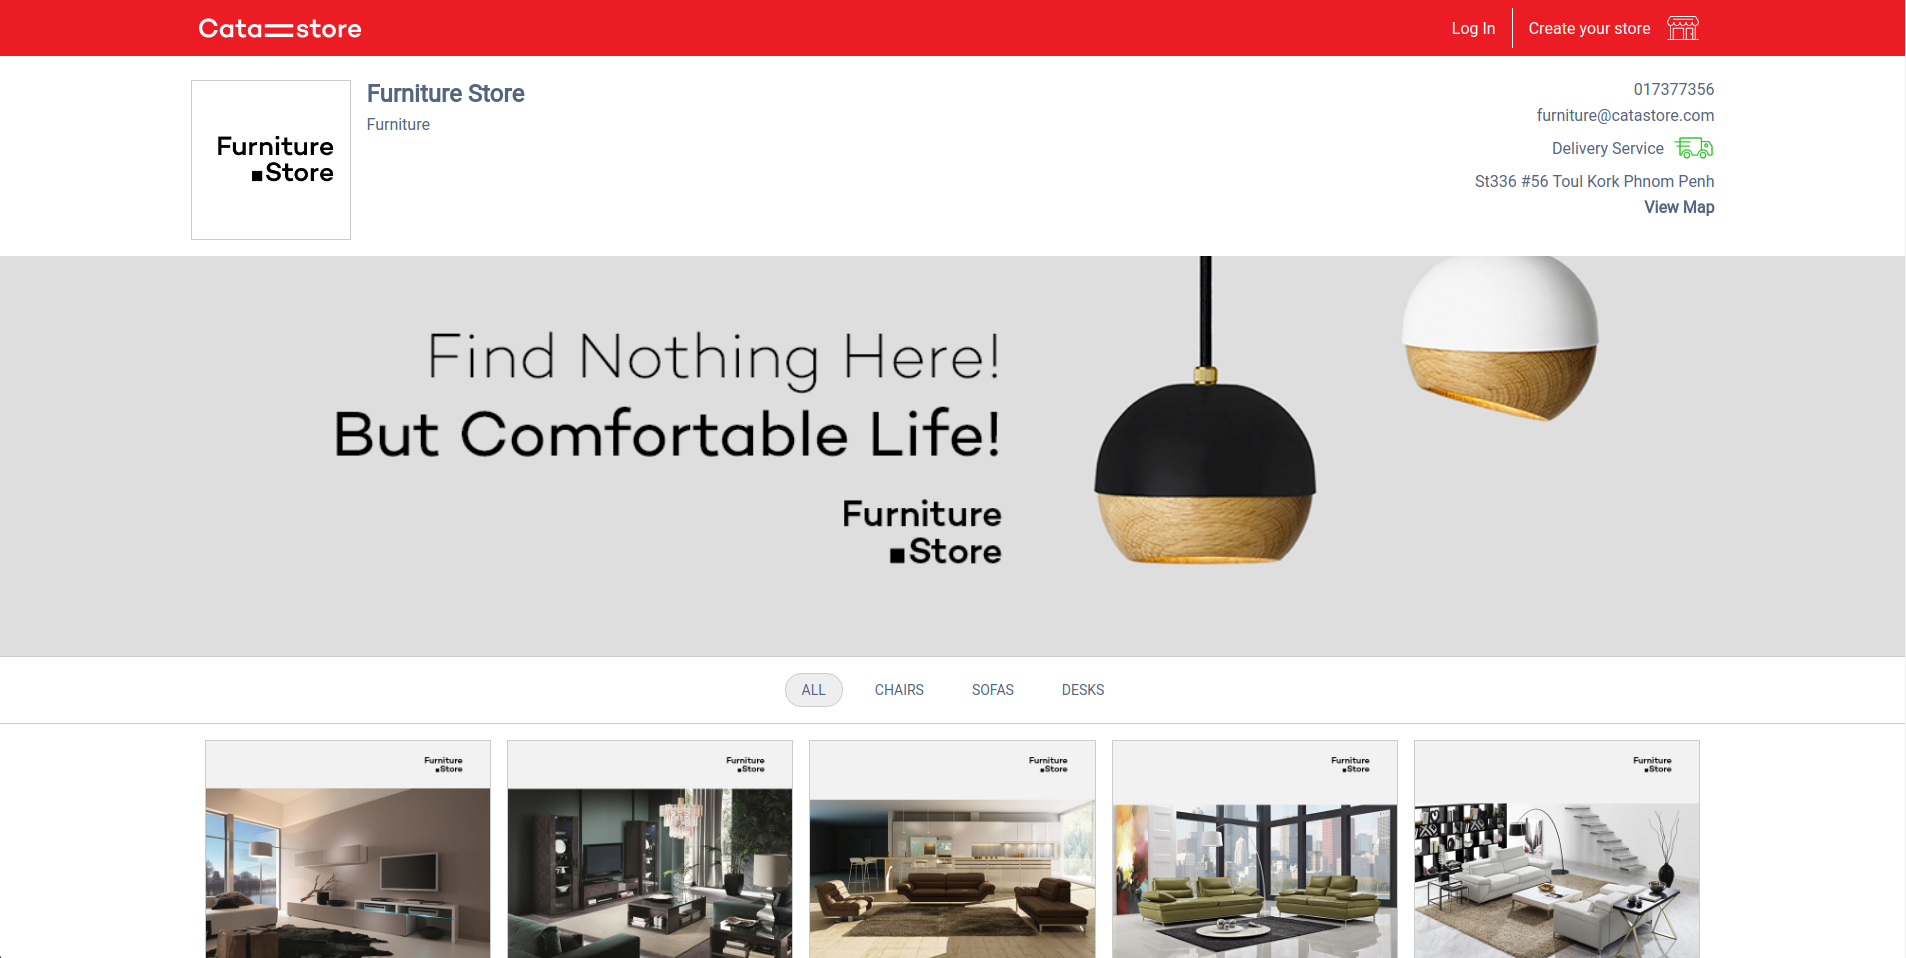 Cata=store
Log In
Create your store
Furniture
Store
Furniture Store
Furniture
017377356
furniture@catastore.com
Delivery Service
St336 #56 Toul Kork Phnom Penh
View Map
Find Nothing Here!
But Comfortable Life!
Furniture
Store
ALL
CHAIRS
SOFAS
DESKS
Furniture
Store
Furniture
Store
Furniture
Store
Furniture
Store
Furniture
Store